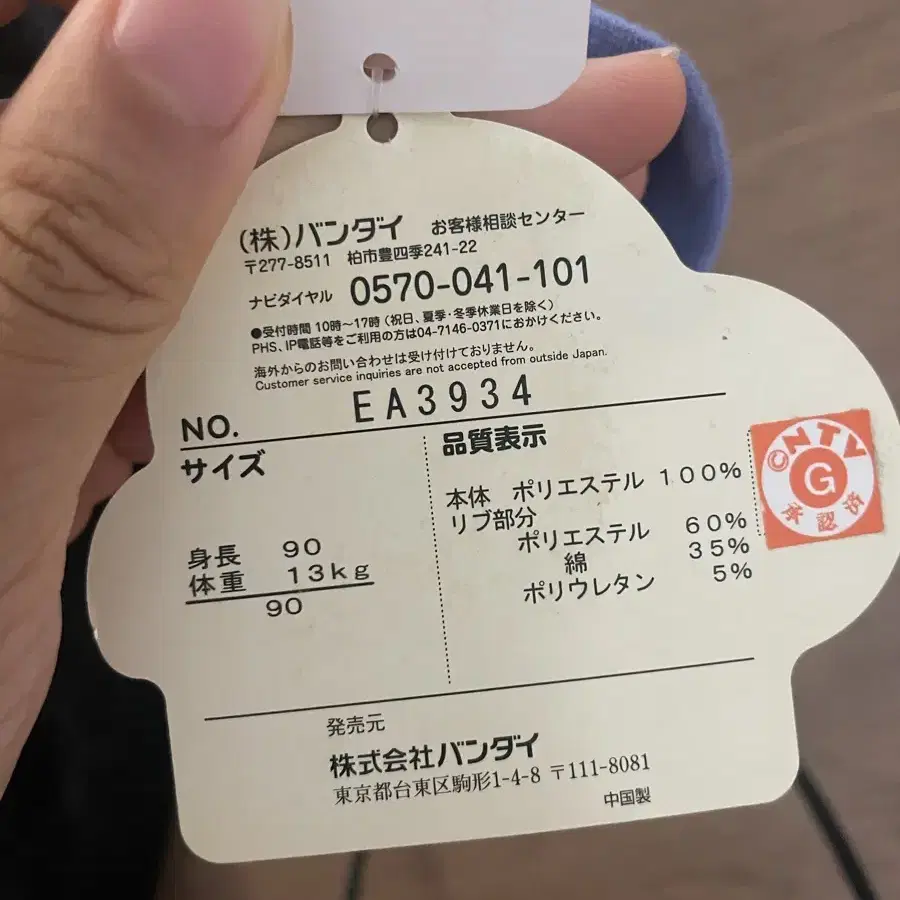 (株)バンダイ お客様相談センター
〒277-8511 柏市豊四季241-22
ナビダイヤル 0570-041-101
●受付時間 10時〜17時(祝日、夏季・冬季休業日を除く)
PHS、IP電話等をご利用の方は04-7146-0371におかけください。
海外からのお問い合わせは受け付けておりません。
Customer service inquiries are not accepted from outside Japan.
NO. EA3934
サイズ
身長 90
体重 13kg
90
品質表示
本体 ポリエステル 100%
リブ部分
ポリエステル 60%
綿 35%
ポリウレタン 5%
©NTV
G
承認済
発売元
株式会社バンダイ
東京都台東区駒形1-4-8 〒111-8081
中国製